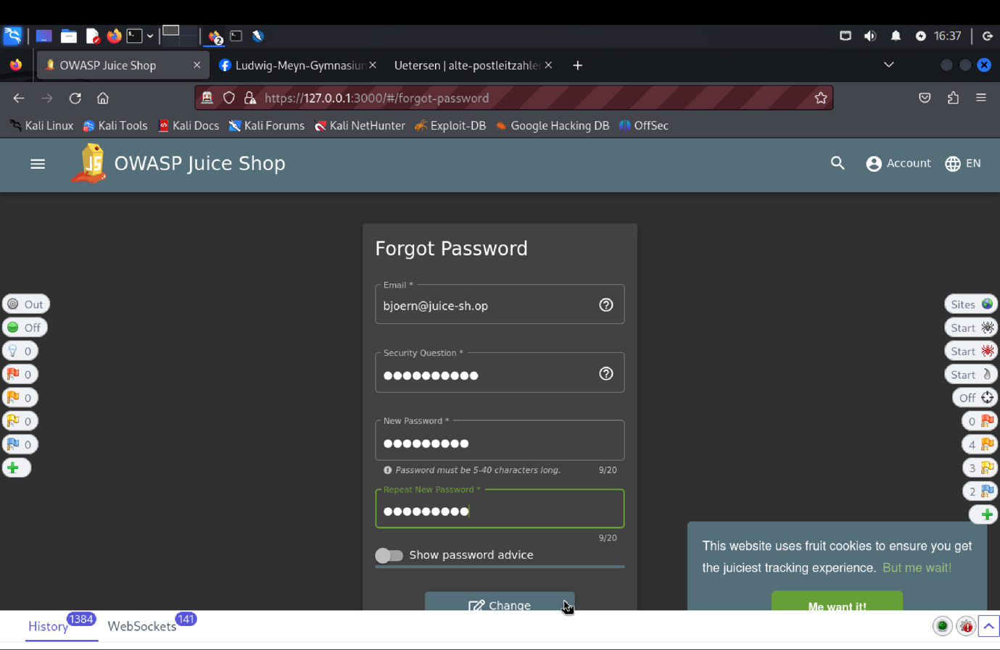 2
16:37
OWASP Juice Shop
Ludwig-Meyn-Gymnasiun
Uetersen | alte-postleitzahle
https://127.0.0.1:3000/#/forgot-password
Kali Linux
Kali Tools
Kali Docs
Kali Forums
Kali NetHunter
Exploit-DB
Google Hacking DB
OffSec
JS
OWASP Juice Shop
Account
EN
Forgot Password
Email *
bjoern@juice-sh.op
Security Question *
●●●●●●●●●●
New Password *
●●●●●●●●●
Password must be 5-40 characters long.
9/20
Repeat New Password *
●●●●●●●●●
9/20
Show password advice
Change
Out
Off
0
0
0
0
0
Sites
Start
Start
Start
Off
0
4
3
2
This website uses fruit cookies to ensure you get
the juiciest tracking experience. But me wait!
Me want it!
History 1384
WebSockets 141